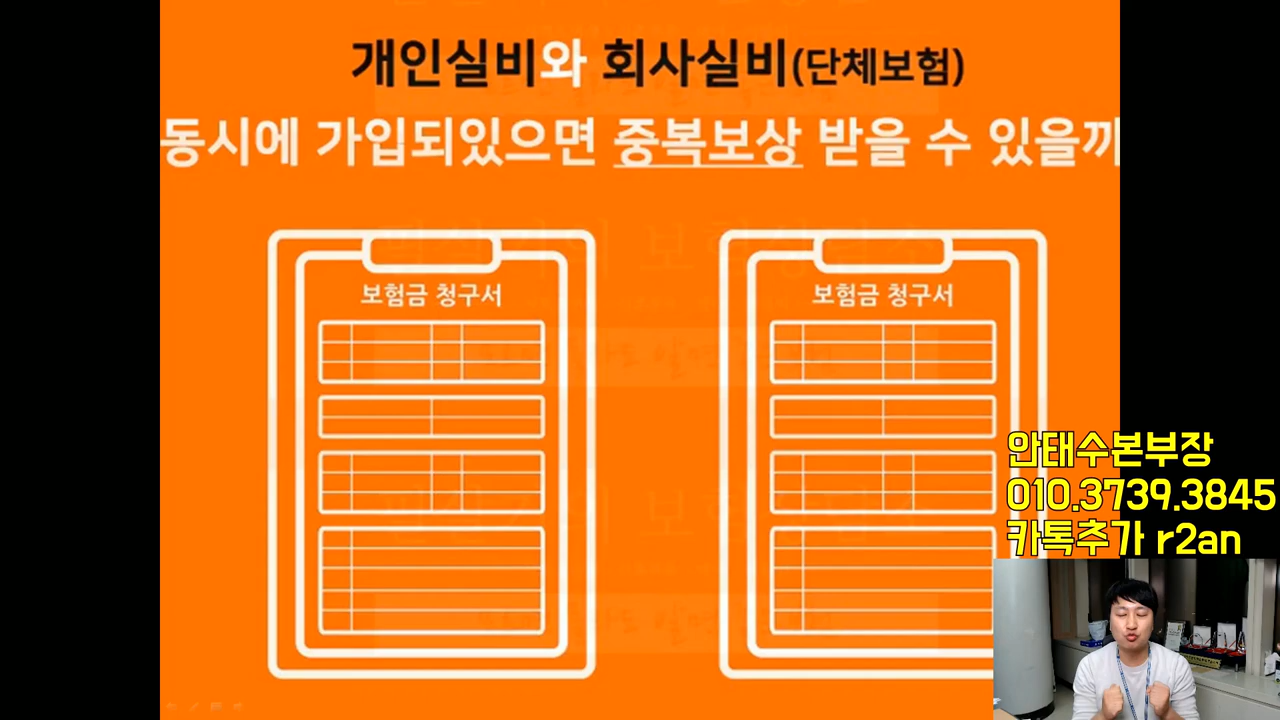 개인실비와 회사실비(단체보험)
동시에 가입되있으면 중복보상 받을 수 있을까
보험금 청구서
보험금 청구서
안태수본부장
010.3739.3845
카톡추가 r2an